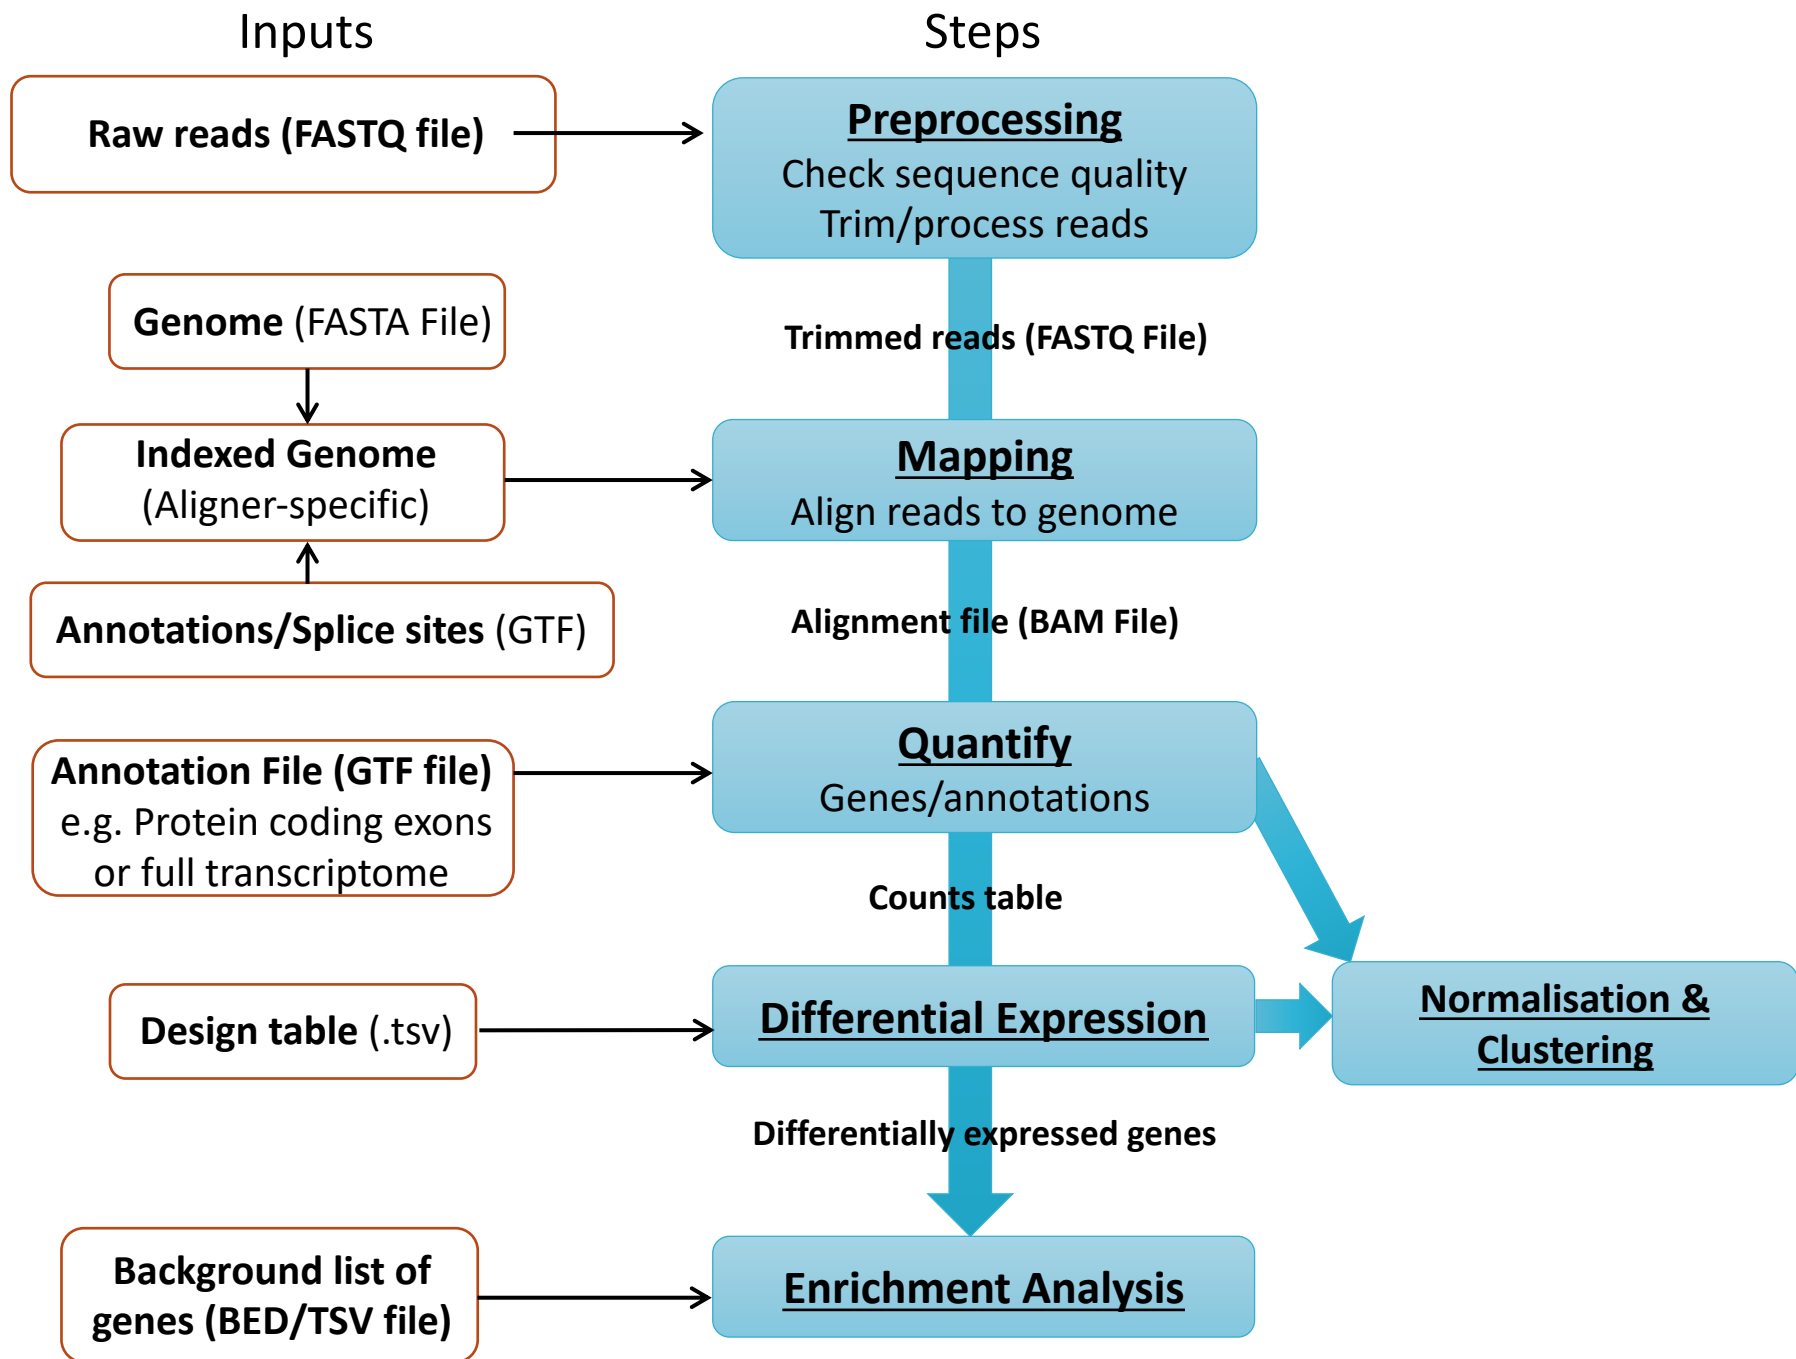 Inputs
Steps
Raw reads (FASTQ file)
Preprocessing
Check sequence quality
Trim/process reads
Genome (FASTA File)
Trimmed reads (FASTQ File)
Indexed Genome
(Aligner-specific)
Mapping
Align reads to genome
Annotations/Splice sites (GTF)
Alignment file (BAM File)
Annotation File (GTF file)
e.g. Protein coding exons
or full transcriptome
Quantify
Genes/annotations
Counts table
Design table (.tsv)
Differential Expression
Normalisation &
Clustering
Differentially expressed genes
Background list of
genes (BED/TSV file)
Enrichment Analysis